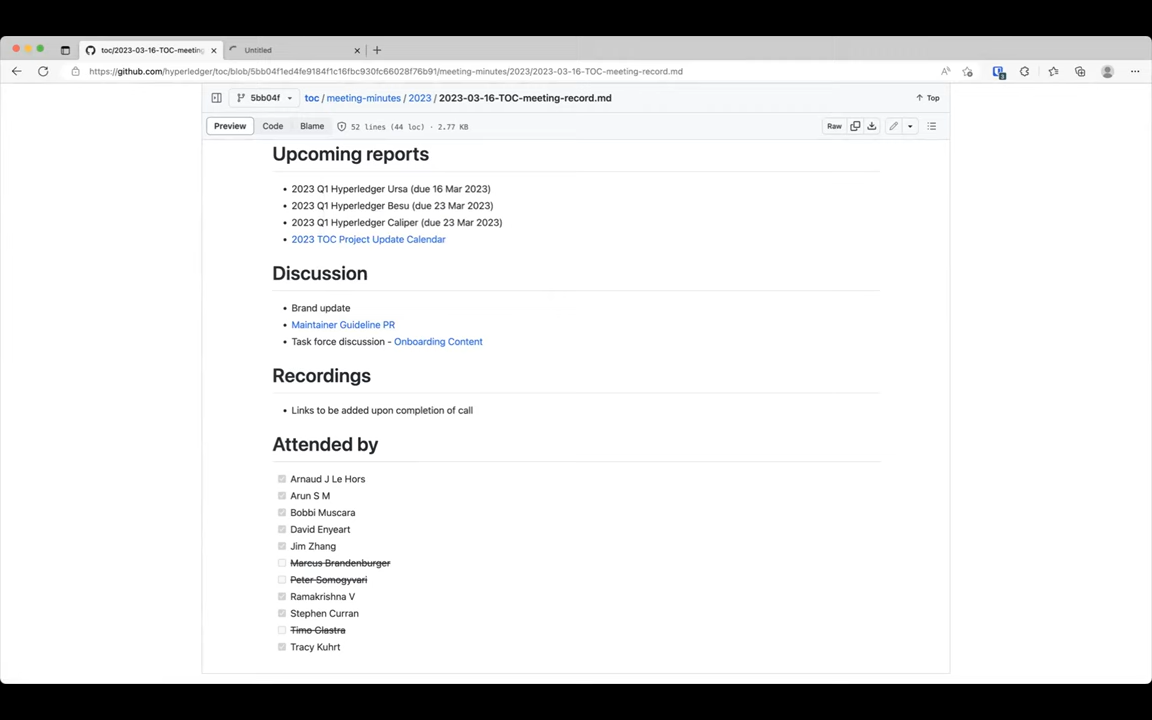 toc/2023-03-16-TOC-meeting-
Untitled
https://github.com/hyperledger/toc/blob/5bb04f1ed4fe9184f1c16fbc930fc66028f76b91/meeting-minutes/2023/2023-03-16-TOC-meeting-record.md
5bb04f
toc / meeting-minutes / 2023 / 2023-03-16-TOC-meeting-record.md
Top
Preview Code Blame 52 lines (44 loc) · 2.77 KB
Raw
Upcoming reports
• 2023 Q1 Hyperledger Ursa (due 16 Mar 2023)
• 2023 Q1 Hyperledger Besu (due 23 Mar 2023)
• 2023 Q1 Hyperledger Caliper (due 23 Mar 2023)
• 2023 TOC Project Update Calendar
Discussion
• Brand update
• Maintainer Guideline PR
• Task force discussion - Onboarding Content
Recordings
• Links to be added upon completion of call
Attended by
Arnaud J Le Hors
Arun S M
Bobbi Muscara
David Enyeart
Jim Zhang
Marcus Brandenburger
Peter Somogyvari
Ramakrishna V
Stephen Curran
Timo Glastra
Tracy Kuhrt